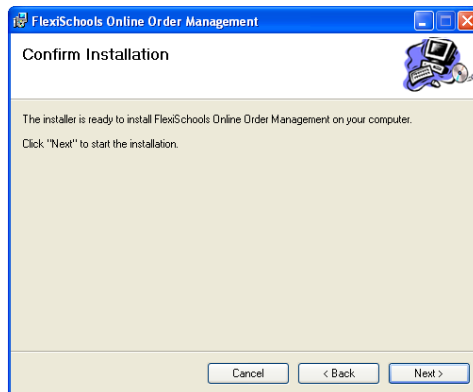 FlexiSchools Online Order Management
Confirm Installation
The installer is ready to install FlexiSchools Online Order Management on your computer.
Click "Next" to start the installation.
Cancel
< Back
Next >